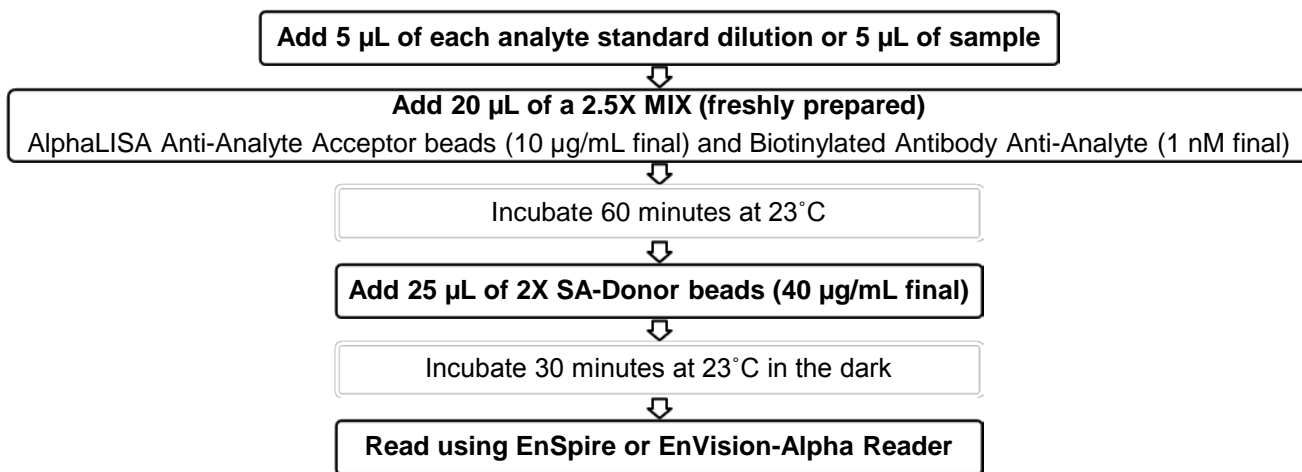 Add 5 µL of each analyte standard dilution or 5 µL of sample
Add 20 µL of a 2.5X MIX (freshly prepared)
AlphaLISA Anti-Analyte Acceptor beads (10 µg/mL final) and Biotinylated Antibody Anti-Analyte (1 nM final)
Incubate 60 minutes at 23˚C
Add 25 µL of 2X SA-Donor beads (40 µg/mL final)
Incubate 30 minutes at 23˚C in the dark
Read using EnSpire or EnVision-Alpha Reader